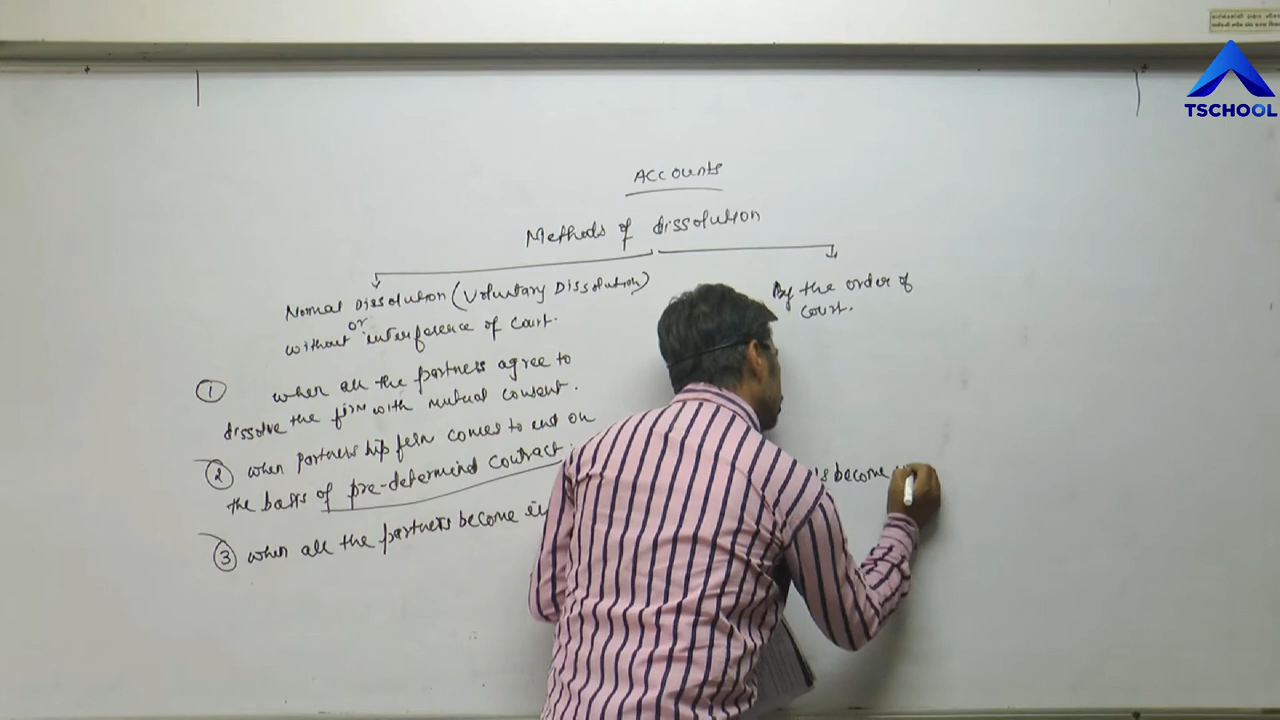 TSCHOOL
Accounts
Methods of dissolution
Normal Dissolution (Voluntary Dissolution)
or
without interference of court.
By the order of
court.
① when all the partners agree to
dissolve the firm with mutual consent.
② when partnership firm comes to end on
the basis of pre-determind contract.
③ when all the partners become
become